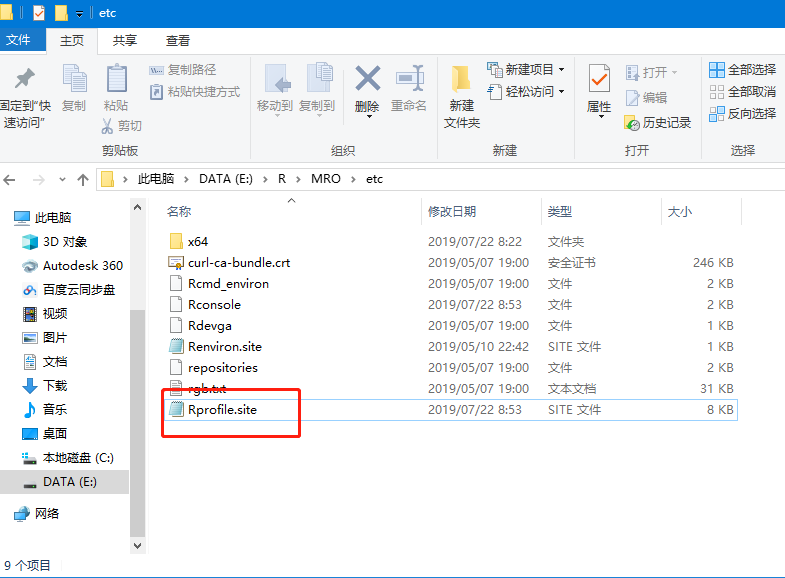 etc
文件 主页 共享 查看
固定到"快速访问"
复制
粘贴
复制路径
粘贴快捷方式
剪切
剪贴板
移动到
复制到
删除
重命名
组织
新建
文件夹
新建项目
轻松访问
新建
属性
打开
编辑
历史记录
打开
全部选择
全部取消
反向选择
选择
此电脑 > DATA (E:) > R > MRO > etc
此电脑
3D 对象
Autodesk 360
百度云同步盘
视频
图片
文档
下载
音乐
桌面
本地磁盘 (C:)
DATA (E:)
网络
名称 修改日期 类型 大小
x64 2019/07/22 8:22 文件夹
curl-ca-bundle.crt 2019/05/07 19:00 安全证书 246 KB
Rcmd_environ 2019/05/07 19:00 文件 2 KB
Rconsole 2019/07/22 8:53 文件 2 KB
Rdevga 2019/05/07 19:00 文件 1 KB
Renviron.site 2019/05/10 22:42 SITE 文件 1 KB
repositories 2019/05/07 19:00 文件 2 KB
rgb.txt 2019/05/07 19:00 文本文档 31 KB
Rprofile.site 2019/07/22 8:53 SITE 文件 8 KB
9 个项目